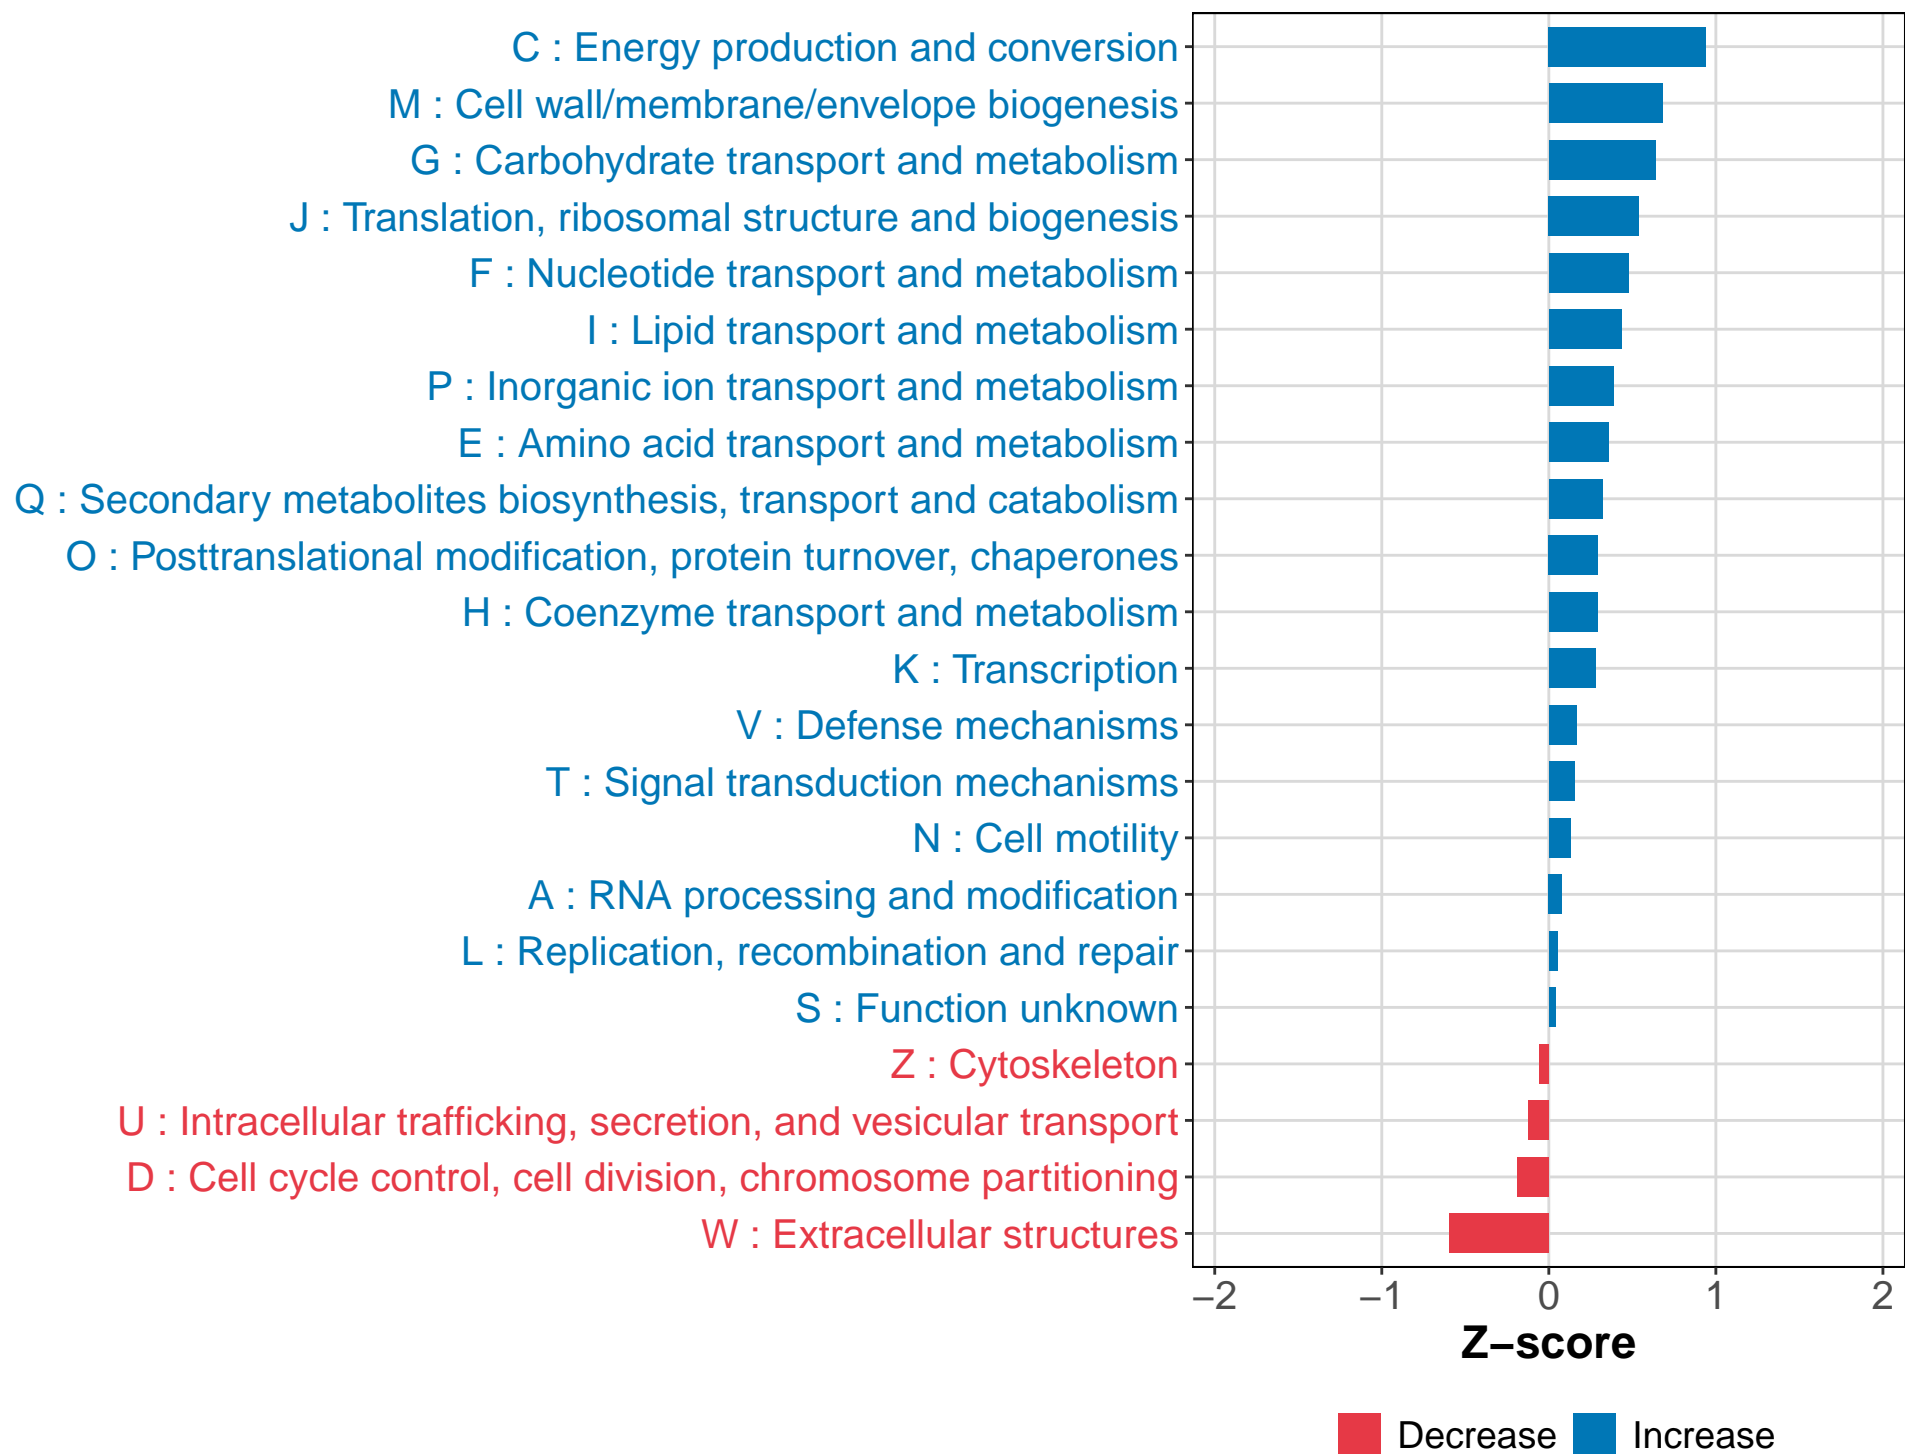 C : Energy production and conversion
M : Cell wall/membrane/envelope biogenesis
G : Carbohydrate transport and metabolism
J : Translation, ribosomal structure and biogenesis
F : Nucleotide transport and metabolism
I : Lipid transport and metabolism
P : Inorganic ion transport and metabolism
E : Amino acid transport and metabolism
Q : Secondary metabolites biosynthesis, transport and catabolism
O : Posttranslational modification, protein turnover, chaperones
H : Coenzyme transport and metabolism
K : Transcription
V : Defense mechanisms
T : Signal transduction mechanisms
N : Cell motility
A : RNA processing and modification
L : Replication, recombination and repair
S : Function unknown
Z : Cytoskeleton
U : Intracellular trafficking, secretion, and vesicular transport
D : Cell cycle control, cell division, chromosome partitioning
W : Extracellular structures
−2 −1 0 1 2
Z−score
Decrease Increase